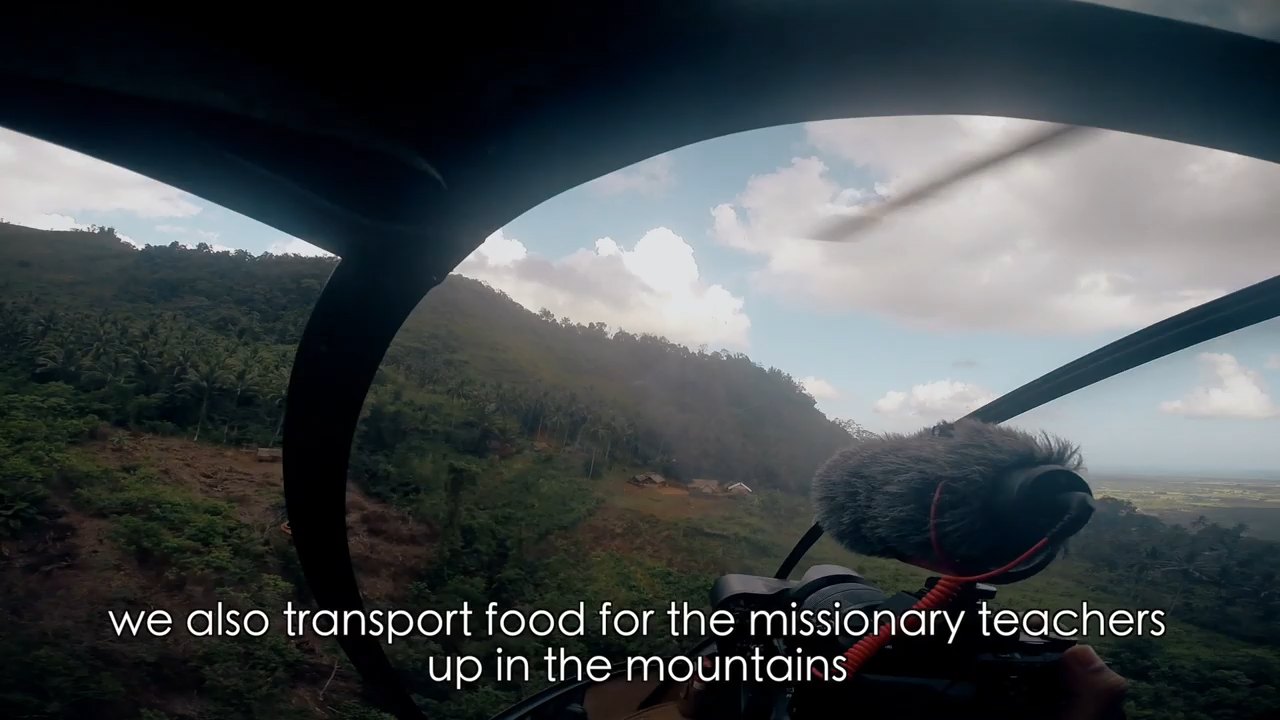 we also transport food for the missionary teachers
up in the mountains